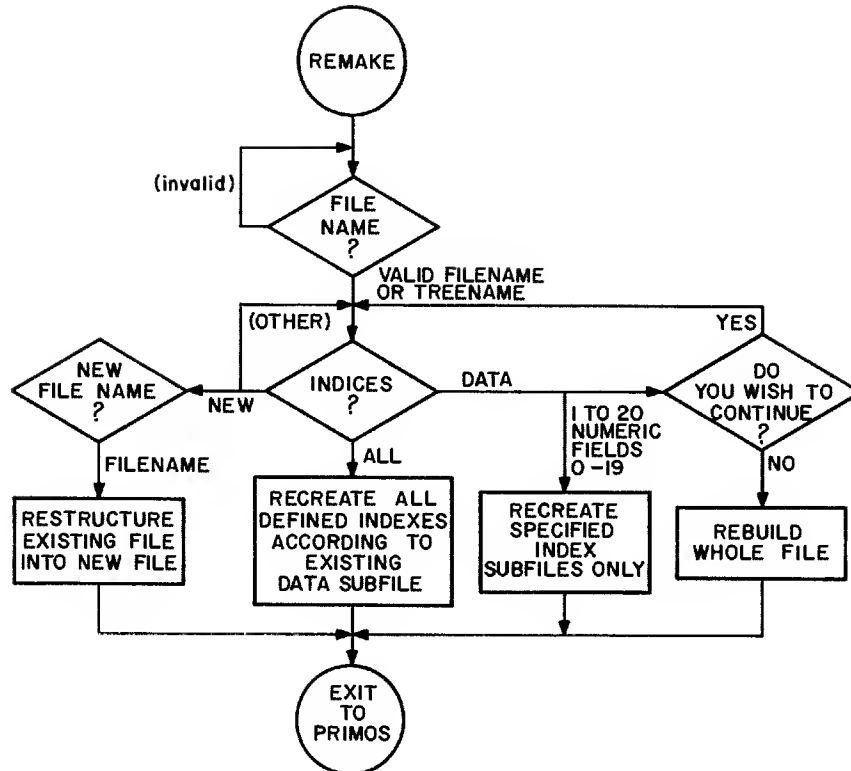 REMAKE
(invalid)
FILE
NAME
?
VALID FILENAME
OR TREENAME
(OTHER)
YES
NEW
FILE NAME
?
NEW
INDICES
?
DATA
DO
YOU WISH TO
CONTINUE
?
1 TO 20
NUMERIC
FIELDS
0-19
FILENAME
ALL
NO
RESTRUCTURE
EXISTING FILE
INTO NEW FILE
RECREATE ALL
DEFINED INDEXES
ACCORDING TO
EXISTING
DATA SUBFILE
RECREATE
SPECIFIED
INDEX
SUBFILES ONLY
REBUILD
WHOLE FILE
EXIT
TO
PRIMOS